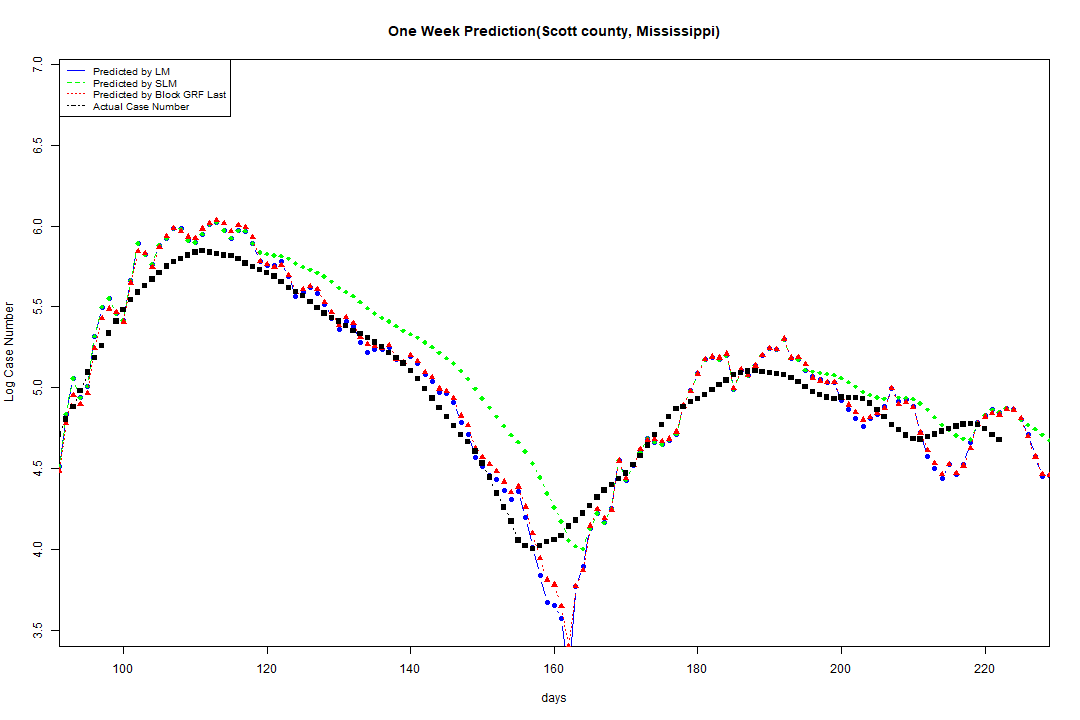 One Week Prediction(Scott county, Mississippi)
Predicted by LM
Predicted by SLM
Predicted by Block GRF Last
Actual Case Number
Log Case Number
7.0
6.5
6.0
5.5
5.0
4.5
4.0
3.5
100 120 140 160 180 200 220
days